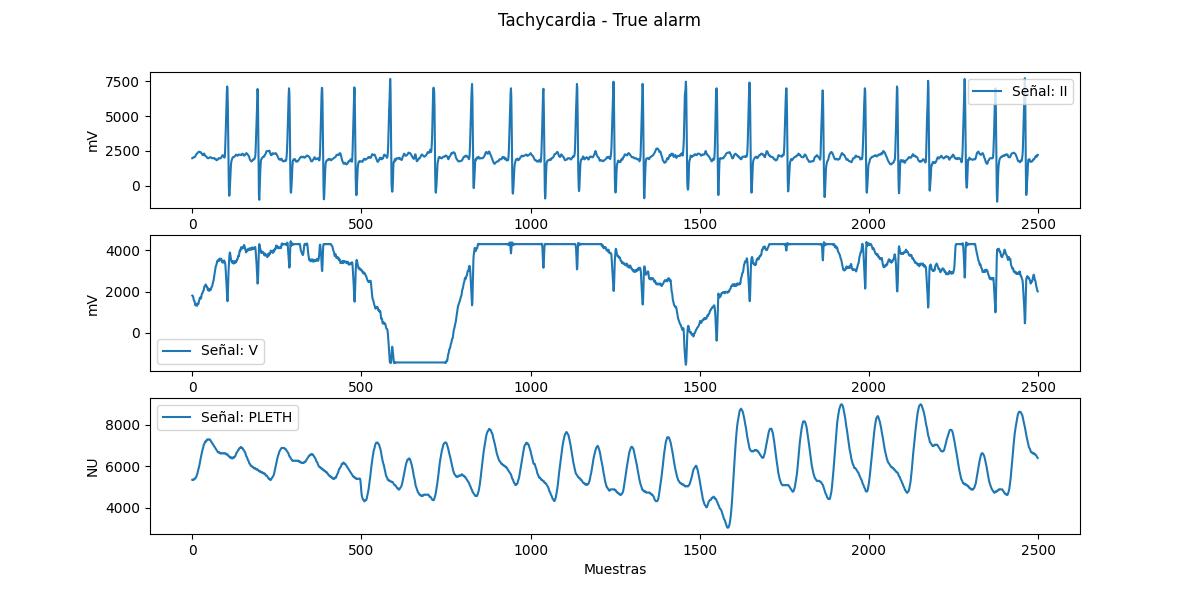 Tachycardia - True alarm
7500
5000
2500
0
mV
Señal: II
0 500 1000 1500 2000 2500
4000
2000
0
mV
Señal: V
0 500 1000 1500 2000 2500
8000
6000
4000
NU
Señal: PLETH
0 500 1000 1500 2000 2500
Muestras